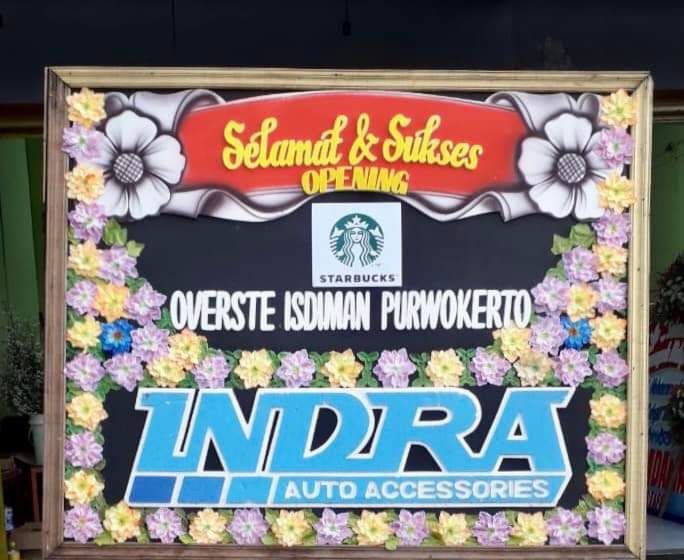 Selamat & Sukses
OPENING
STARBUCKS
OVERSTE ISDIMAN PURWOKERTO
INDRA
AUTO ACCESSORIES